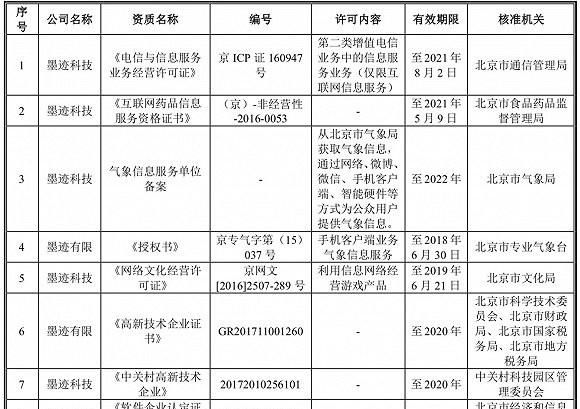 序号 公司名称 资质名称 编号 许可内容 有效期限 核准机关
1 墨迹科技 《电信与信息服务业务经营许可证》 京 ICP 证 160947 号 第二类增值电信业务中的信息服务业务（仅限互联网信息服务） 至 2021 年 8 月 2 日 北京市通信管理局
2 墨迹科技 《互联网药品信息服务资格证书》 （京）-非经营性-2016-0053 - 至 2021 年 5 月 9 日 北京市食品药品监督管理局
3 墨迹科技 气象信息服务单位备案 - 从北京市气象局获取气象信息，通过网络、微博、微信、手机客户端、智能硬件等方式为公众用户提供气象信息。 至 2022 年 北京市气象局
4 墨迹有限 《授权书》 京专气字第（15）037 号 手机客户端业务气象信息服务 至 2018 年 6 月 30 日 北京市专业气象台
5 墨迹科技 《网络文化经营许可证》 京网文[2016]2507-289 号 利用信息网络经营游戏产品 至 2019 年 6 月 21 日 北京市文化局
6 墨迹有限 《高新技术企业证书》 GR201711001260 - 至 2020 年 北京市科学技术委员会、北京市财政局、北京市国家税务局、北京市地方税务局
7 墨迹科技 《中关村高新技术企业》 20172010256101 - 至 2020 年 中关村科技园区管理委员会
《软件企业认定证 北京市经济和信息